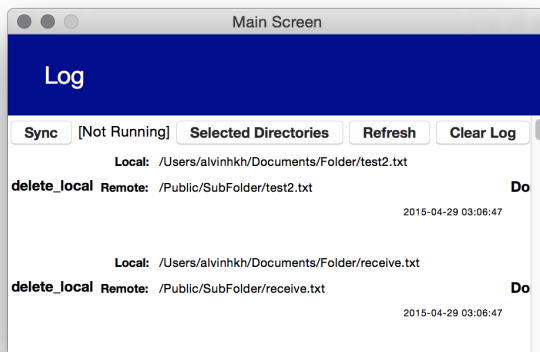 Main Screen
Log
Sync [Not Running] Selected Directories Refresh Clear Log
Local: /Users/alvinhkh/Documents/Folder/test2.txt
delete_local Remote: /Public/SubFolder/test2.txt Do
2015-04-29 03:06:47
Local: /Users/alvinhkh/Documents/Folder/receive.txt
delete_local Remote: /Public/SubFolder/receive.txt Do
2015-04-29 03:06:47